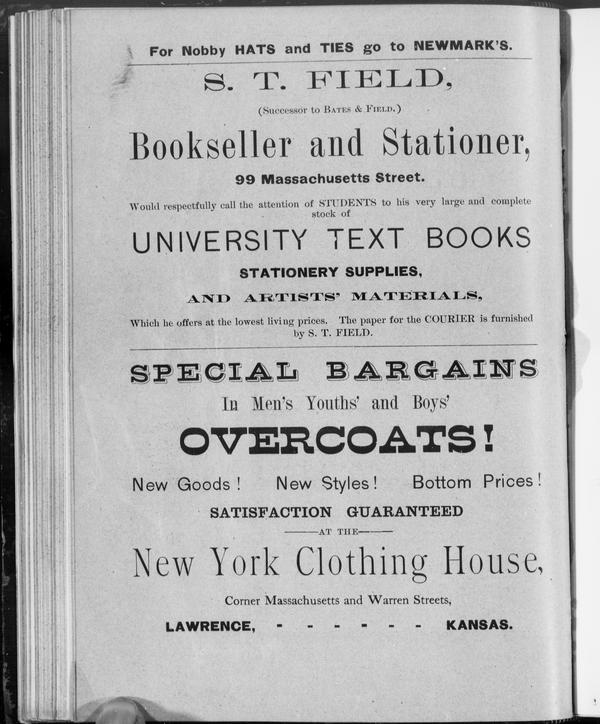 For Nobby HATS and TIES go to NEWMARK'S.
S. T. FIELD,
(Successor to BATES & FIELD.)
Bookseller and Stationer,
99 Massachusetts Street.
Would respectfully call the attention of STUDENTS to his very large and complete
stock of
UNIVERSITY TEXT BOOKS
STATIONERY SUPPLIES,
AND ARTISTS' MATERIALS,
Which he offers at the lowest living prices. The paper for the COURIER is furnished
by S. T. FIELD.
SPECIAL BARGAINS
In Men's Youths' and Boys'
OVERCOATS!
New Goods! New Styles! Bottom Prices!
SATISFACTION GUARANTEED
—AT THE—
New York Clothing House,
Corner Massachusetts and Warren Streets,
LAWRENCE, - - - - - - KANSAS.